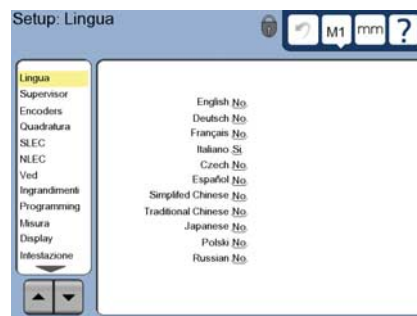 Setup: Lingua
M1 mm ?
Lingua
Supervisor
Encoders
Quadratura
SLEC
NLEC
Ved
Ingrandimenti
Programming
Misura
Display
Intestazione
English No
Deutsch No
Français No
Italiano Si
Czech No
Español No
Simplifed Chinese No
Traditional Chinese No
Japanese No
Polski No
Russian No